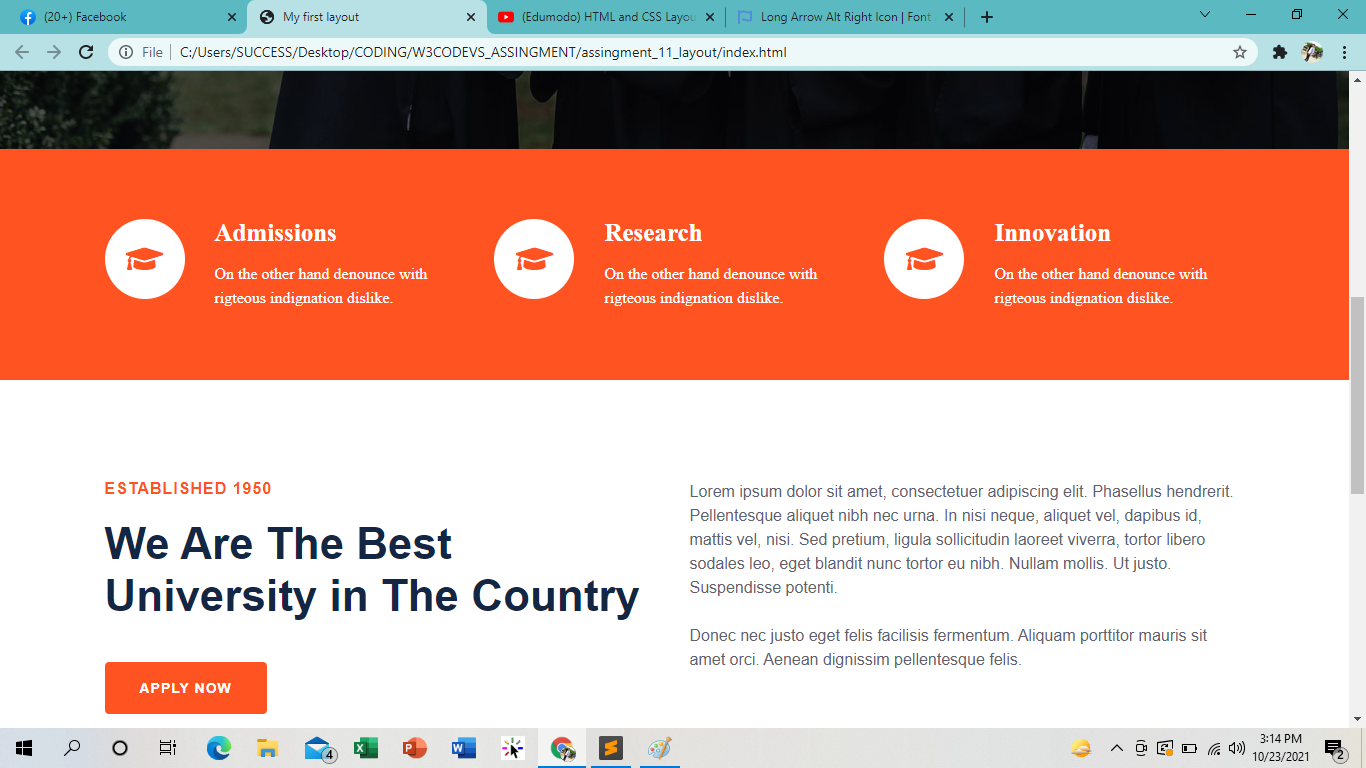 (20+) Facebook
My first layout
(Edumodo) HTML and CSS Layou
Long Arrow Alt Right Icon | Font
File | C:/Users/SUCCESS/Desktop/CODING/W3CODEVS_ASSINGMENT/assingment_11_layout/index.html
Admissions
On the other hand denounce with
rigteous indignation dislike.
Research
On the other hand denounce with
rigteous indignation dislike.
Innovation
On the other hand denounce with
rigteous indignation dislike.
ESTABLISHED 1950
We Are The Best
University in The Country
APPLY NOW
Lorem ipsum dolor sit amet, consectetuer adipiscing elit. Phasellus hendrerit.
Pellentesque aliquet nibh nec urna. In nisi neque, aliquet vel, dapibus id,
mattis vel, nisi. Sed pretium, ligula sollicitudin laoreet viverra, tortor libero
sodales leo, eget blandit nunc tortor eu nibh. Nullam mollis. Ut justo.
Suspendisse potenti.
Donec nec justo eget felis facilisis fermentum. Aliquam porttitor mauris sit
amet orci. Aenean dignissim pellentesque felis.
4
3:14 PM
10/23/2021
2